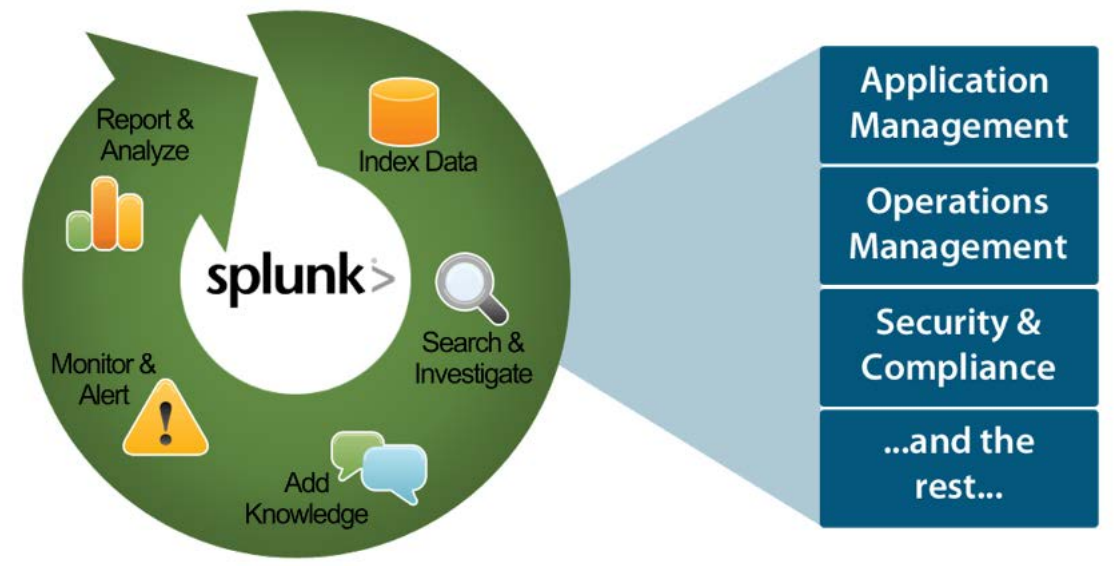 Index Data
Search &
Investigate
Add
Knowledge
Monitor &
Alert
Report &
Analyze
splunk>
Application
Management
Operations
Management
Security &
Compliance
...and the
rest...